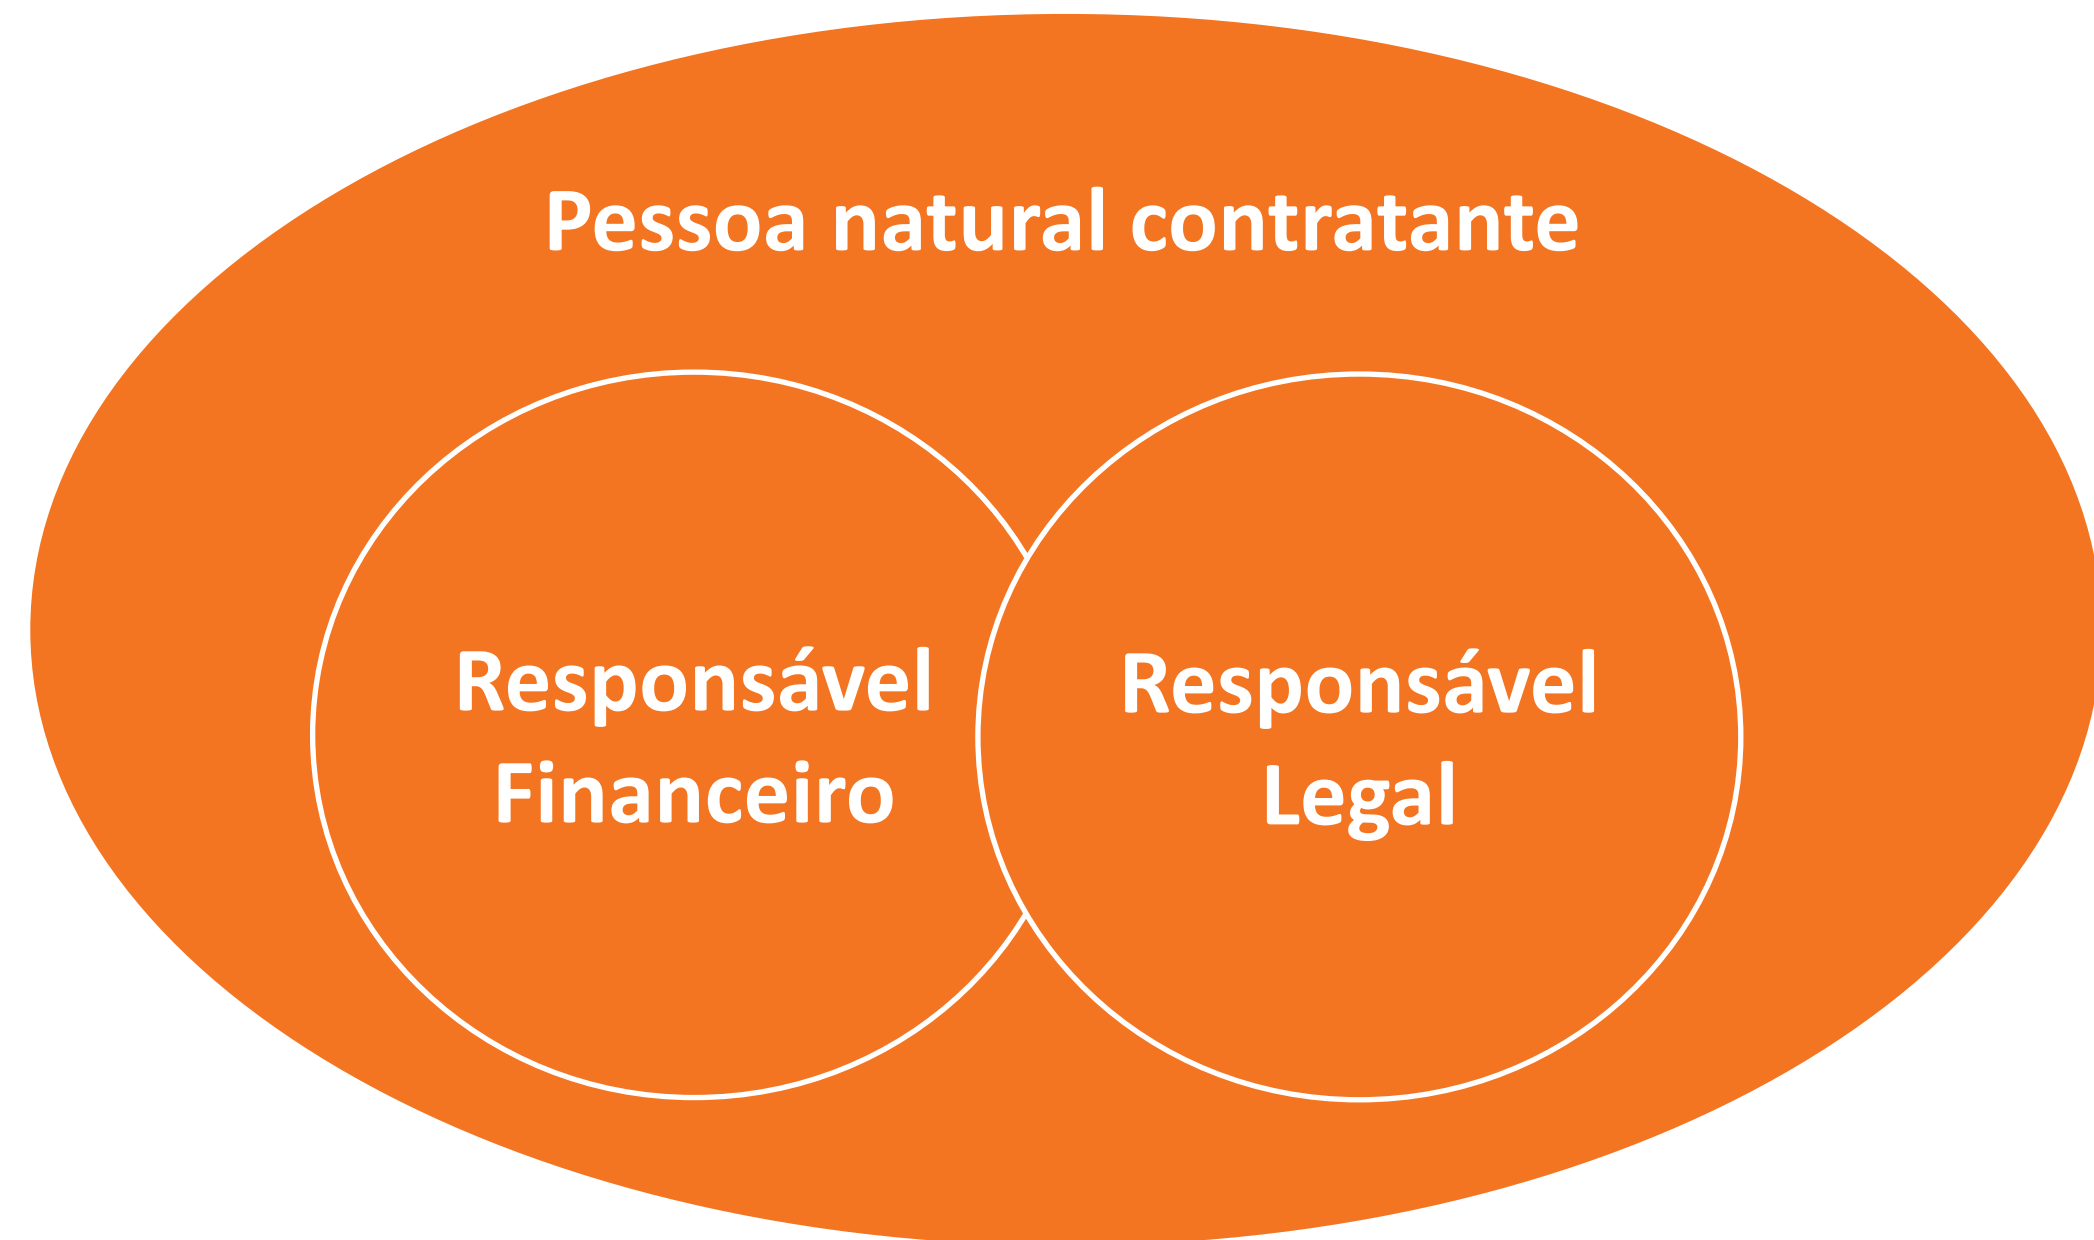 Pessoa natural contratante
Responsável
Financeiro
Responsável
Legal